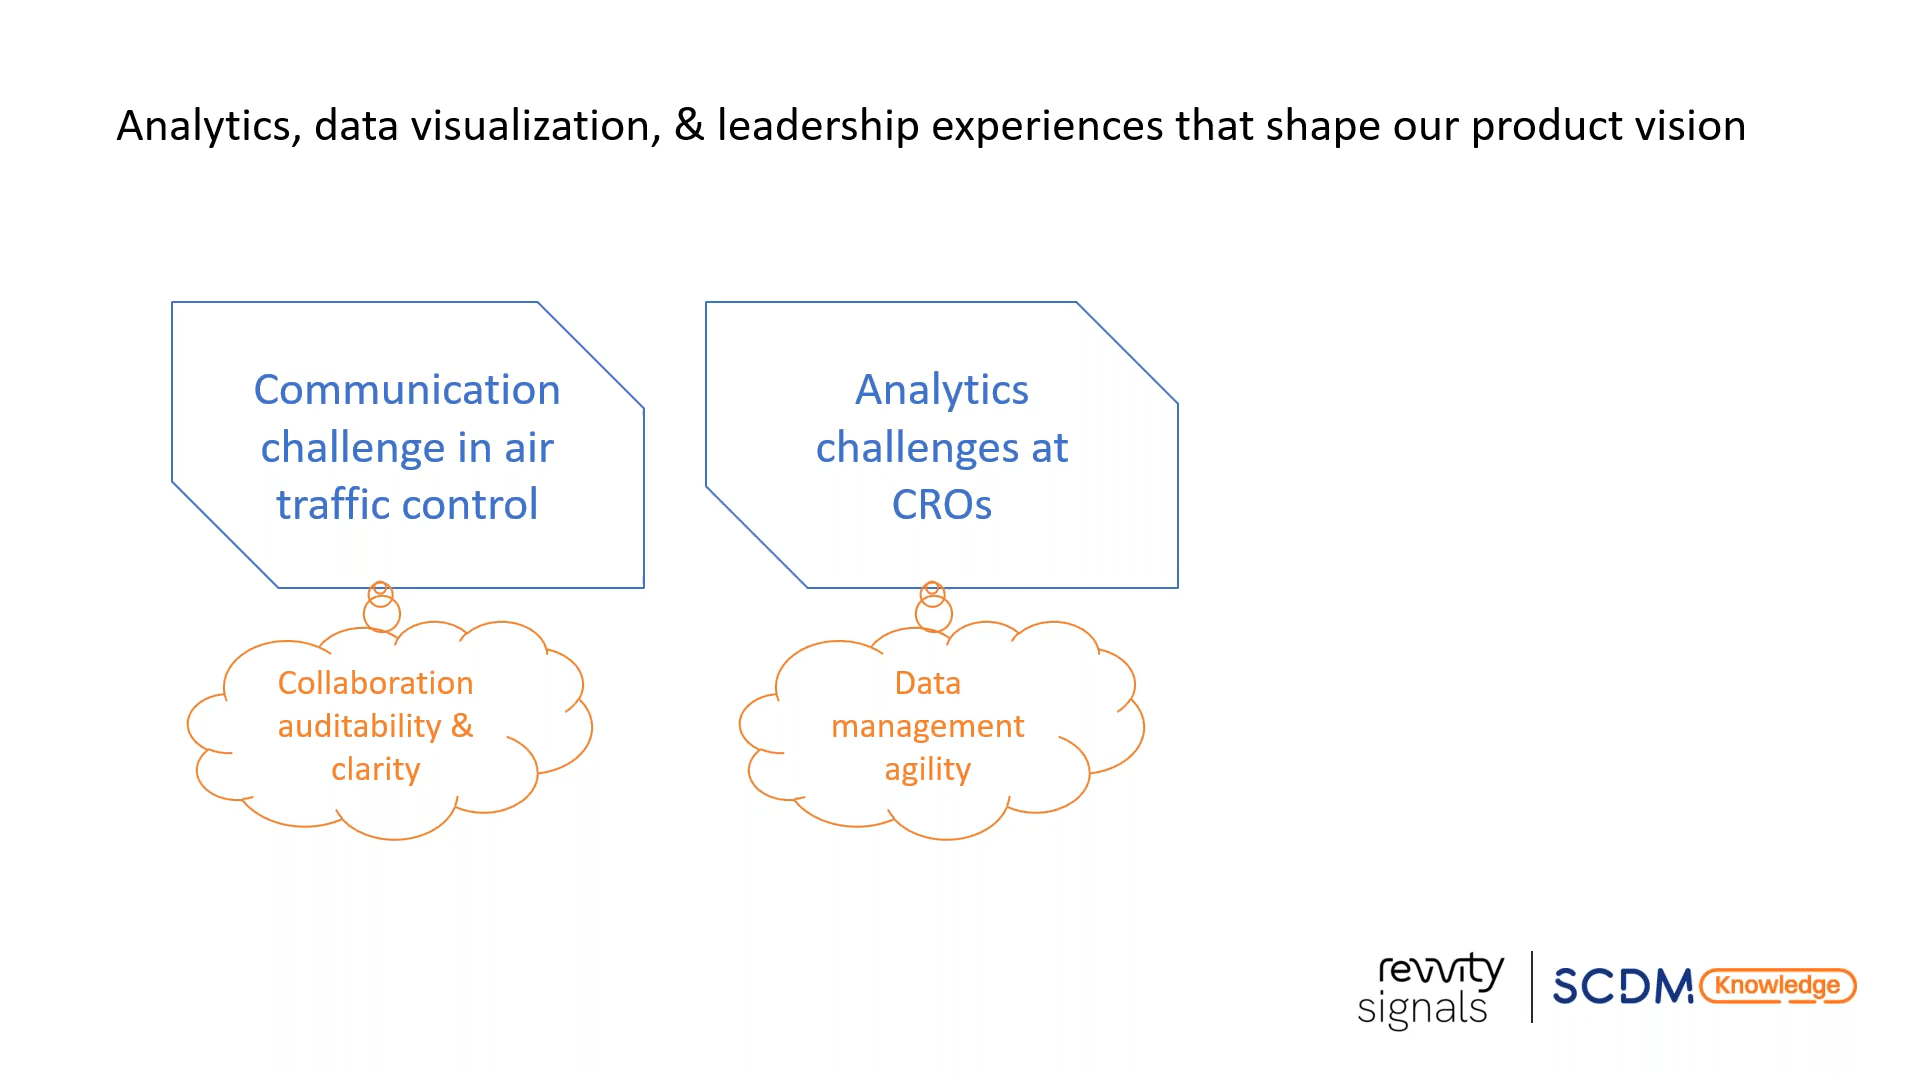 Analytics, data visualization, & leadership experiences that shape our product vision
Communication
challenge in air
traffic control
Analytics
challenges at
CROs
Collaboration
auditability &
clarity
Data
management
agility
revvity
signals
SCDM Knowledge